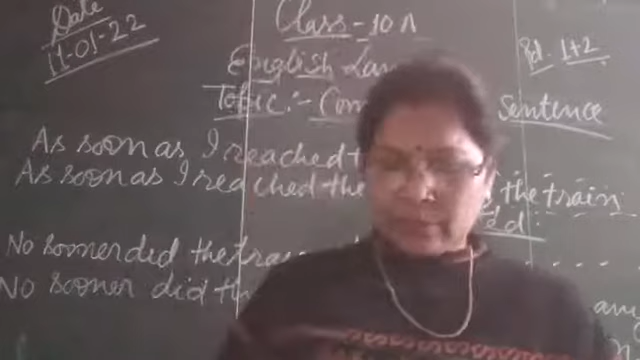 Date
11-01-22
Class-10 A
Pd. 1+2
English Lan
Topic:- Com sentence
As soon as I reached t
As soon as I reached the the train
No sooner did the tra
No sooner did th